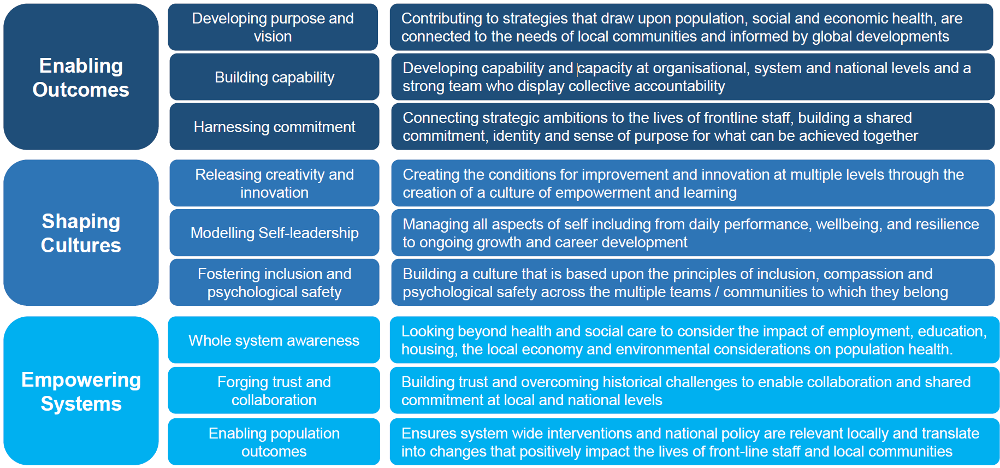 Enabling
Outcomes
Developing purpose and
vision
Contributing to strategies that draw upon population, social and economic health, are
connected to the needs of local communities and informed by global developments
Building capability
Developing capability and capacity at organisational, system and national levels and a
strong team who display collective accountability
Harnessing commitment
Connecting strategic ambitions to the lives of frontline staff, building a shared
commitment, identity and sense of purpose for what can be achieved together
Shaping
Cultures
Releasing creativity and
innovation
Creating the conditions for improvement and innovation at multiple levels through the
creation of a culture of empowerment and learning
Modelling Self-leadership
Managing all aspects of self including from daily performance, wellbeing, and resilience
to ongoing growth and career development
Fostering inclusion and
psychological safety
Building a culture that is based upon the principles of inclusion, compassion and
psychological safety across the multiple teams / communities to which they belong
Empowering
Systems
Whole system awareness
Looking beyond health and social care to consider the impact of employment, education,
housing, the local economy and environmental considerations on population health.
Forging trust and
collaboration
Building trust and overcoming historical challenges to enable collaboration and shared
commitment at local and national levels
Enabling population
outcomes
Ensures system wide interventions and national policy are relevant locally and translate
into changes that positively impact the lives of front-line staff and local communities